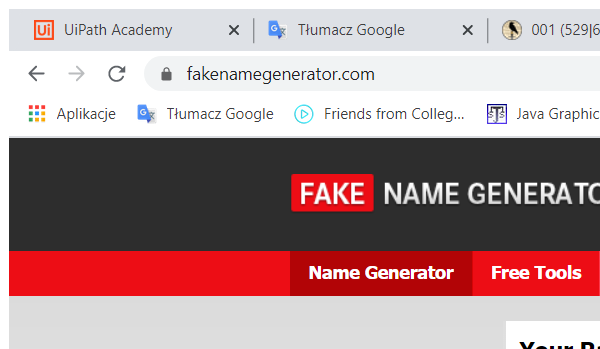 UiPath Academy Tłumacz Google 001 (529|6
fakenamegenerator.com
Aplikacje Tłumacz Google Friends from Colleg... Java Graphic
FAKE NAME GENERATO
Name Generator Free Tools
Your